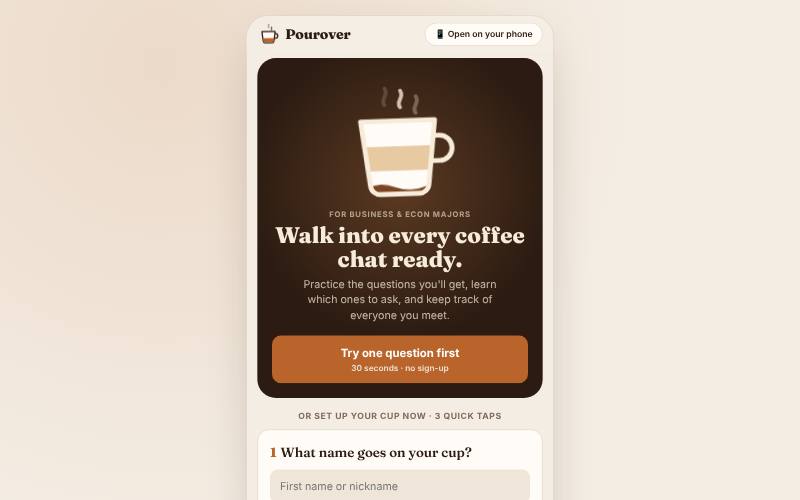 Pourover
Open on your phone
FOR BUSINESS & ECON MAJORS
Walk into every coffee
chat ready.
Practice the questions you'll get, learn
which ones to ask, and keep track of
everyone you meet.
Try one question first
30 seconds · no sign-up
OR SET UP YOUR CUP NOW · 3 QUICK TAPS
1 What name goes on your cup?
First name or nickname